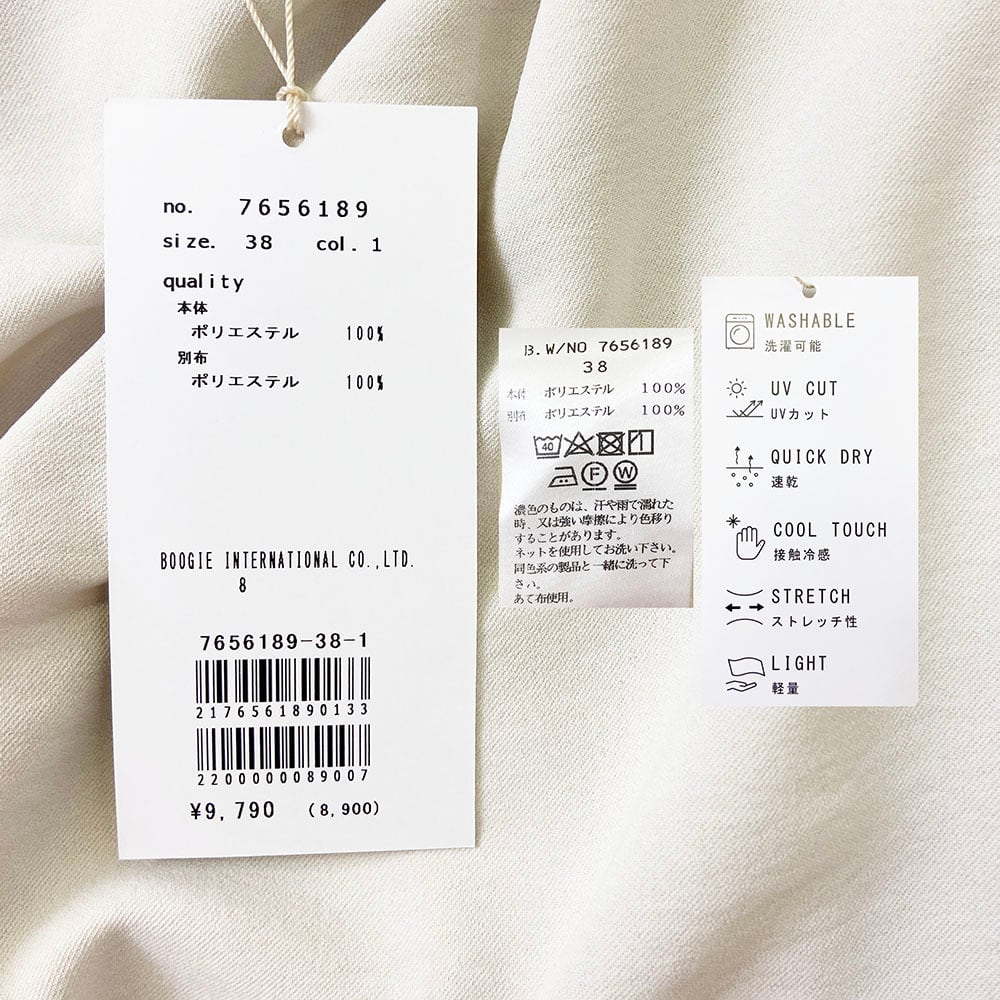 no. 7656189
size. 38 col. 1
quality
本体
ポリエステル 100%
別布
ポリエステル 100%
BOOGIE INTERNATIONAL CO.,LTD.
8
7656189-38-1
2176561890133
2200000089007
¥9,790 (8,900)
B.W/NO 7656189
38
本体 ポリエステル 100%
別布 ポリエステル 100%
40
F W
濃色のものは、汗や雨で濡れた
時、又は強い摩擦により色移り
することがあります。
ネットを使用してお洗い下さい。
同色系の製品と一緒に洗って下
さい。
あて布使用。
WASHABLE
洗濯可能
UV CUT
UVカット
QUICK DRY
速乾
COOL TOUCH
接触冷感
STRETCH
ストレッチ性
LIGHT
軽量